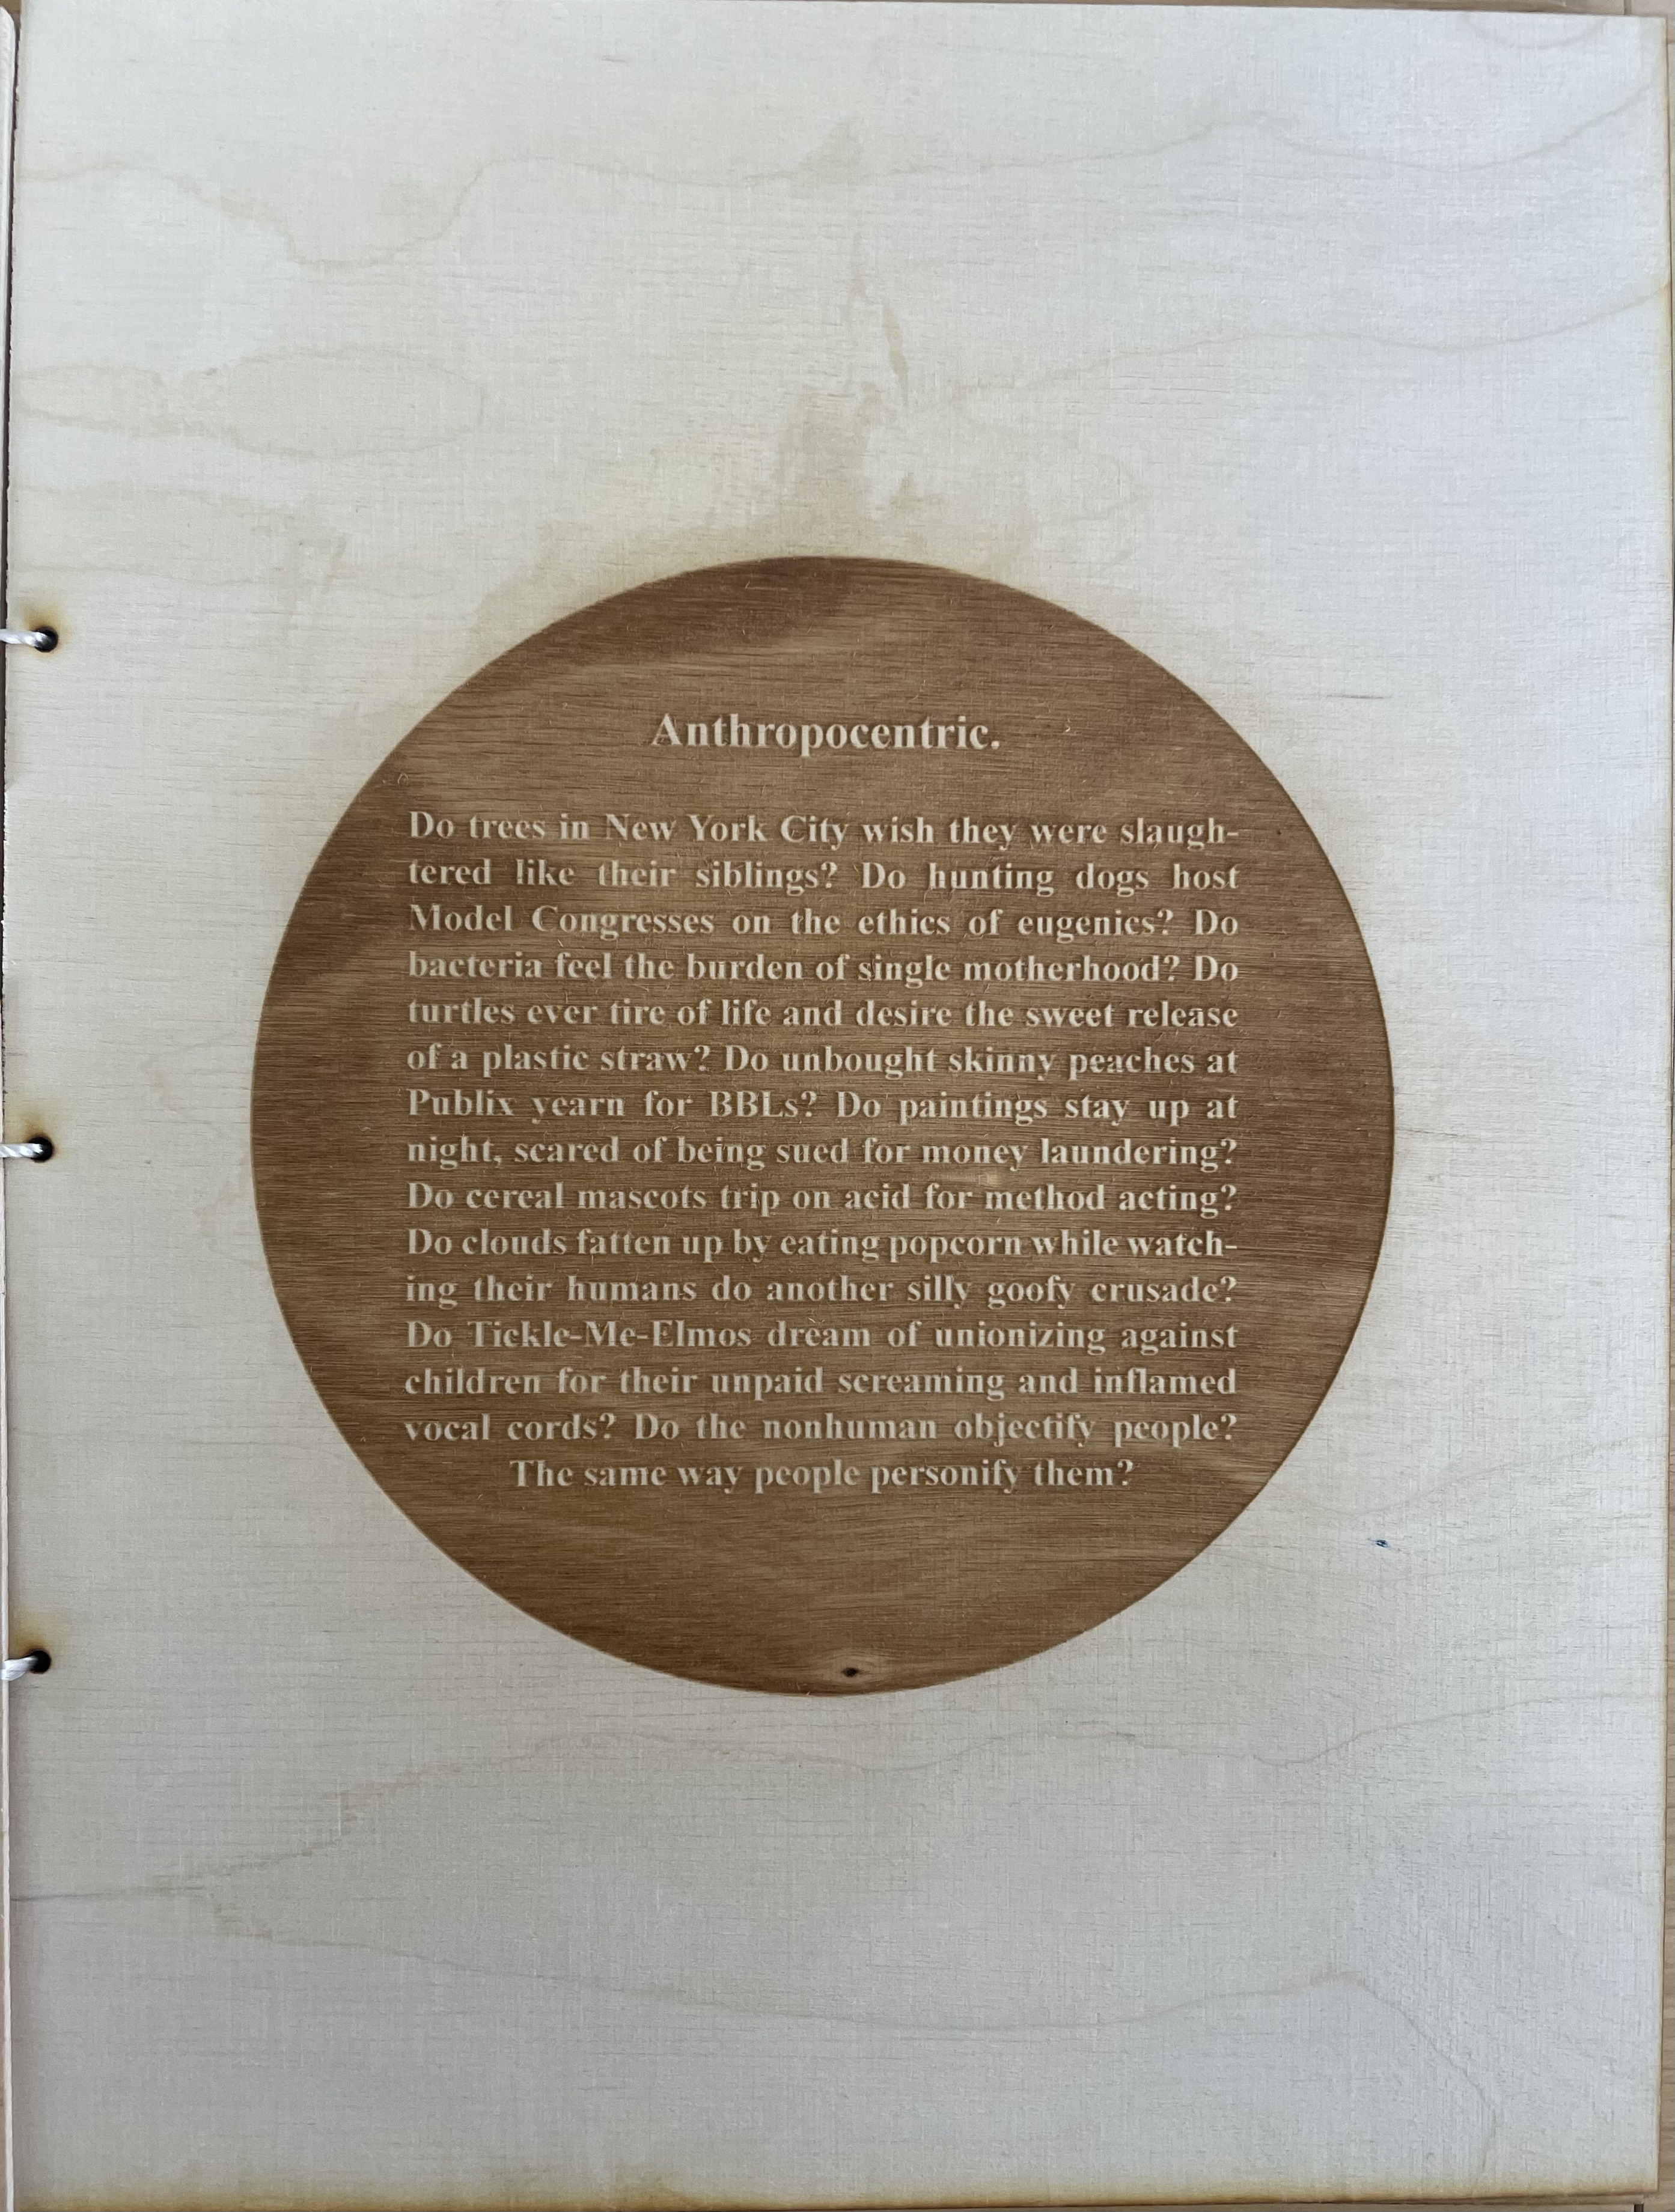 Anthropocentric.
Do trees in New York City wish they were slaugh-
tered like their siblings? Do hunting dogs host
Model Congresses on the ethics of eugenics? Do
bacteria feel the burden of single motherhood? Do
turtles ever tire of life and desire the sweet release
of a plastic straw? Do unbought skinny peaches at
Publix yearn for BBLs? Do paintings stay up at
night, scared of being sued for money laundering?
Do cereal mascots trip on acid for method acting?
Do clouds fatten up by eating popcorn while watch-
ing their humans do another silly goofy crusade?
Do Tickle-Me-Elmos dream of unionizing against
children for their unpaid screaming and inflamed
vocal cords? Do the nonhuman objectify people?
The same way people personify them?